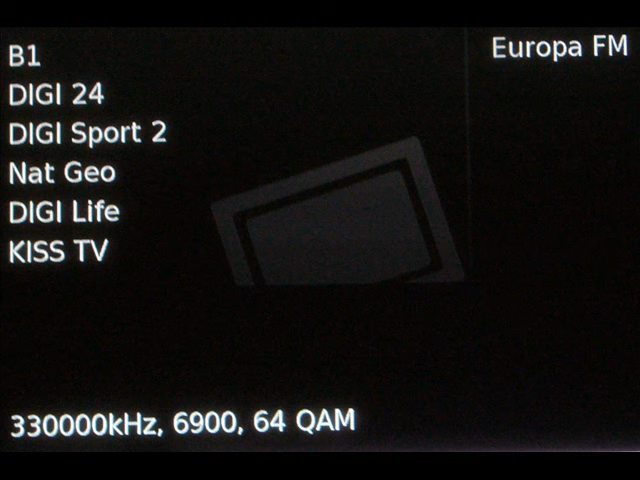 B1
DIGI 24
DIGI Sport 2
Nat Geo
DIGI Life
KISS TV
Europa FM
330000kHz, 6900, 64 QAM